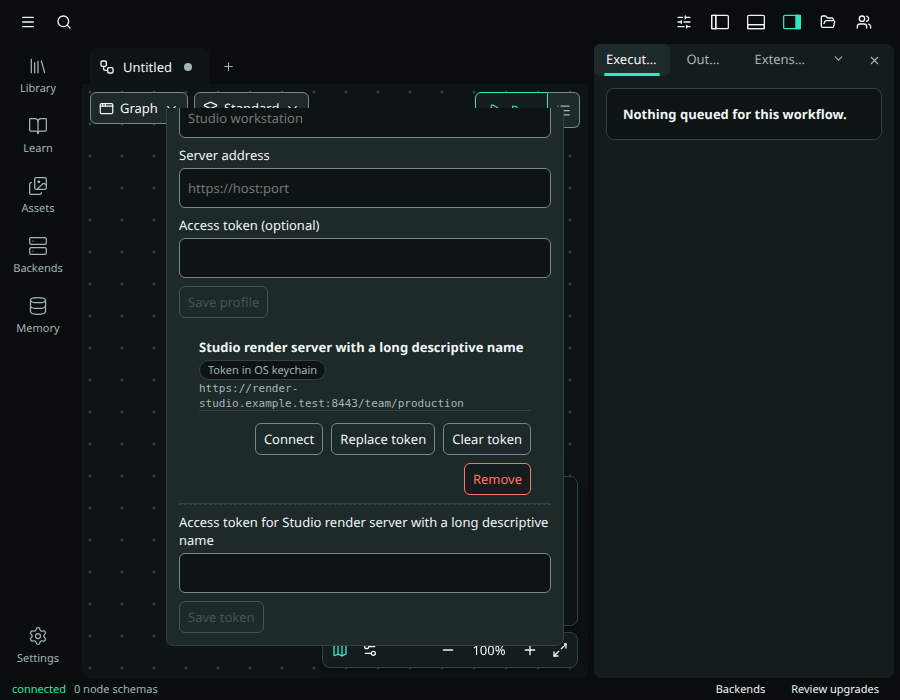 Untitled
Execut...
Out...
Extens...
Library
Learn
Assets
Backends
Memory
Settings
Graph
Standard
Nothing queued for this workflow.
Studio workstation
Server address
https://host:port
Access token (optional)
Save profile
Studio render server with a long descriptive name
Token in OS keychain
https://render-
studio.example.test:8443/team/production
Connect
Replace token
Clear token
Remove
Access token for Studio render server with a long descriptive
name
Save token
100%
connected
0 node schemas
Backends
Review upgrades